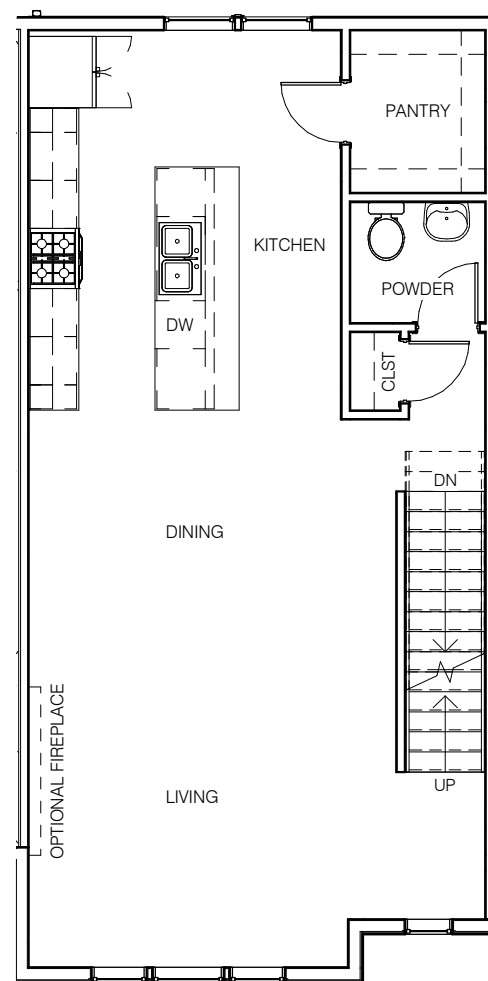 PANTRY
KITCHEN
POWDER
DW
CLST
DN
DINING
OPTIONAL FIREPLACE
LIVING
UP